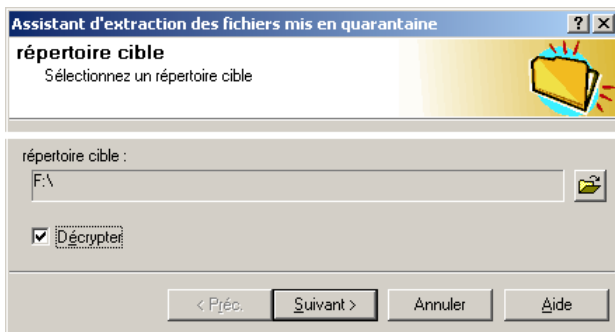 Assistant d'extraction des fichiers mis en quarantaine
répertoire cible
Sélectionnez un répertoire cible
répertoire cible :
F:\
Décrypter
< Préc. Suivant > Annuler Aide